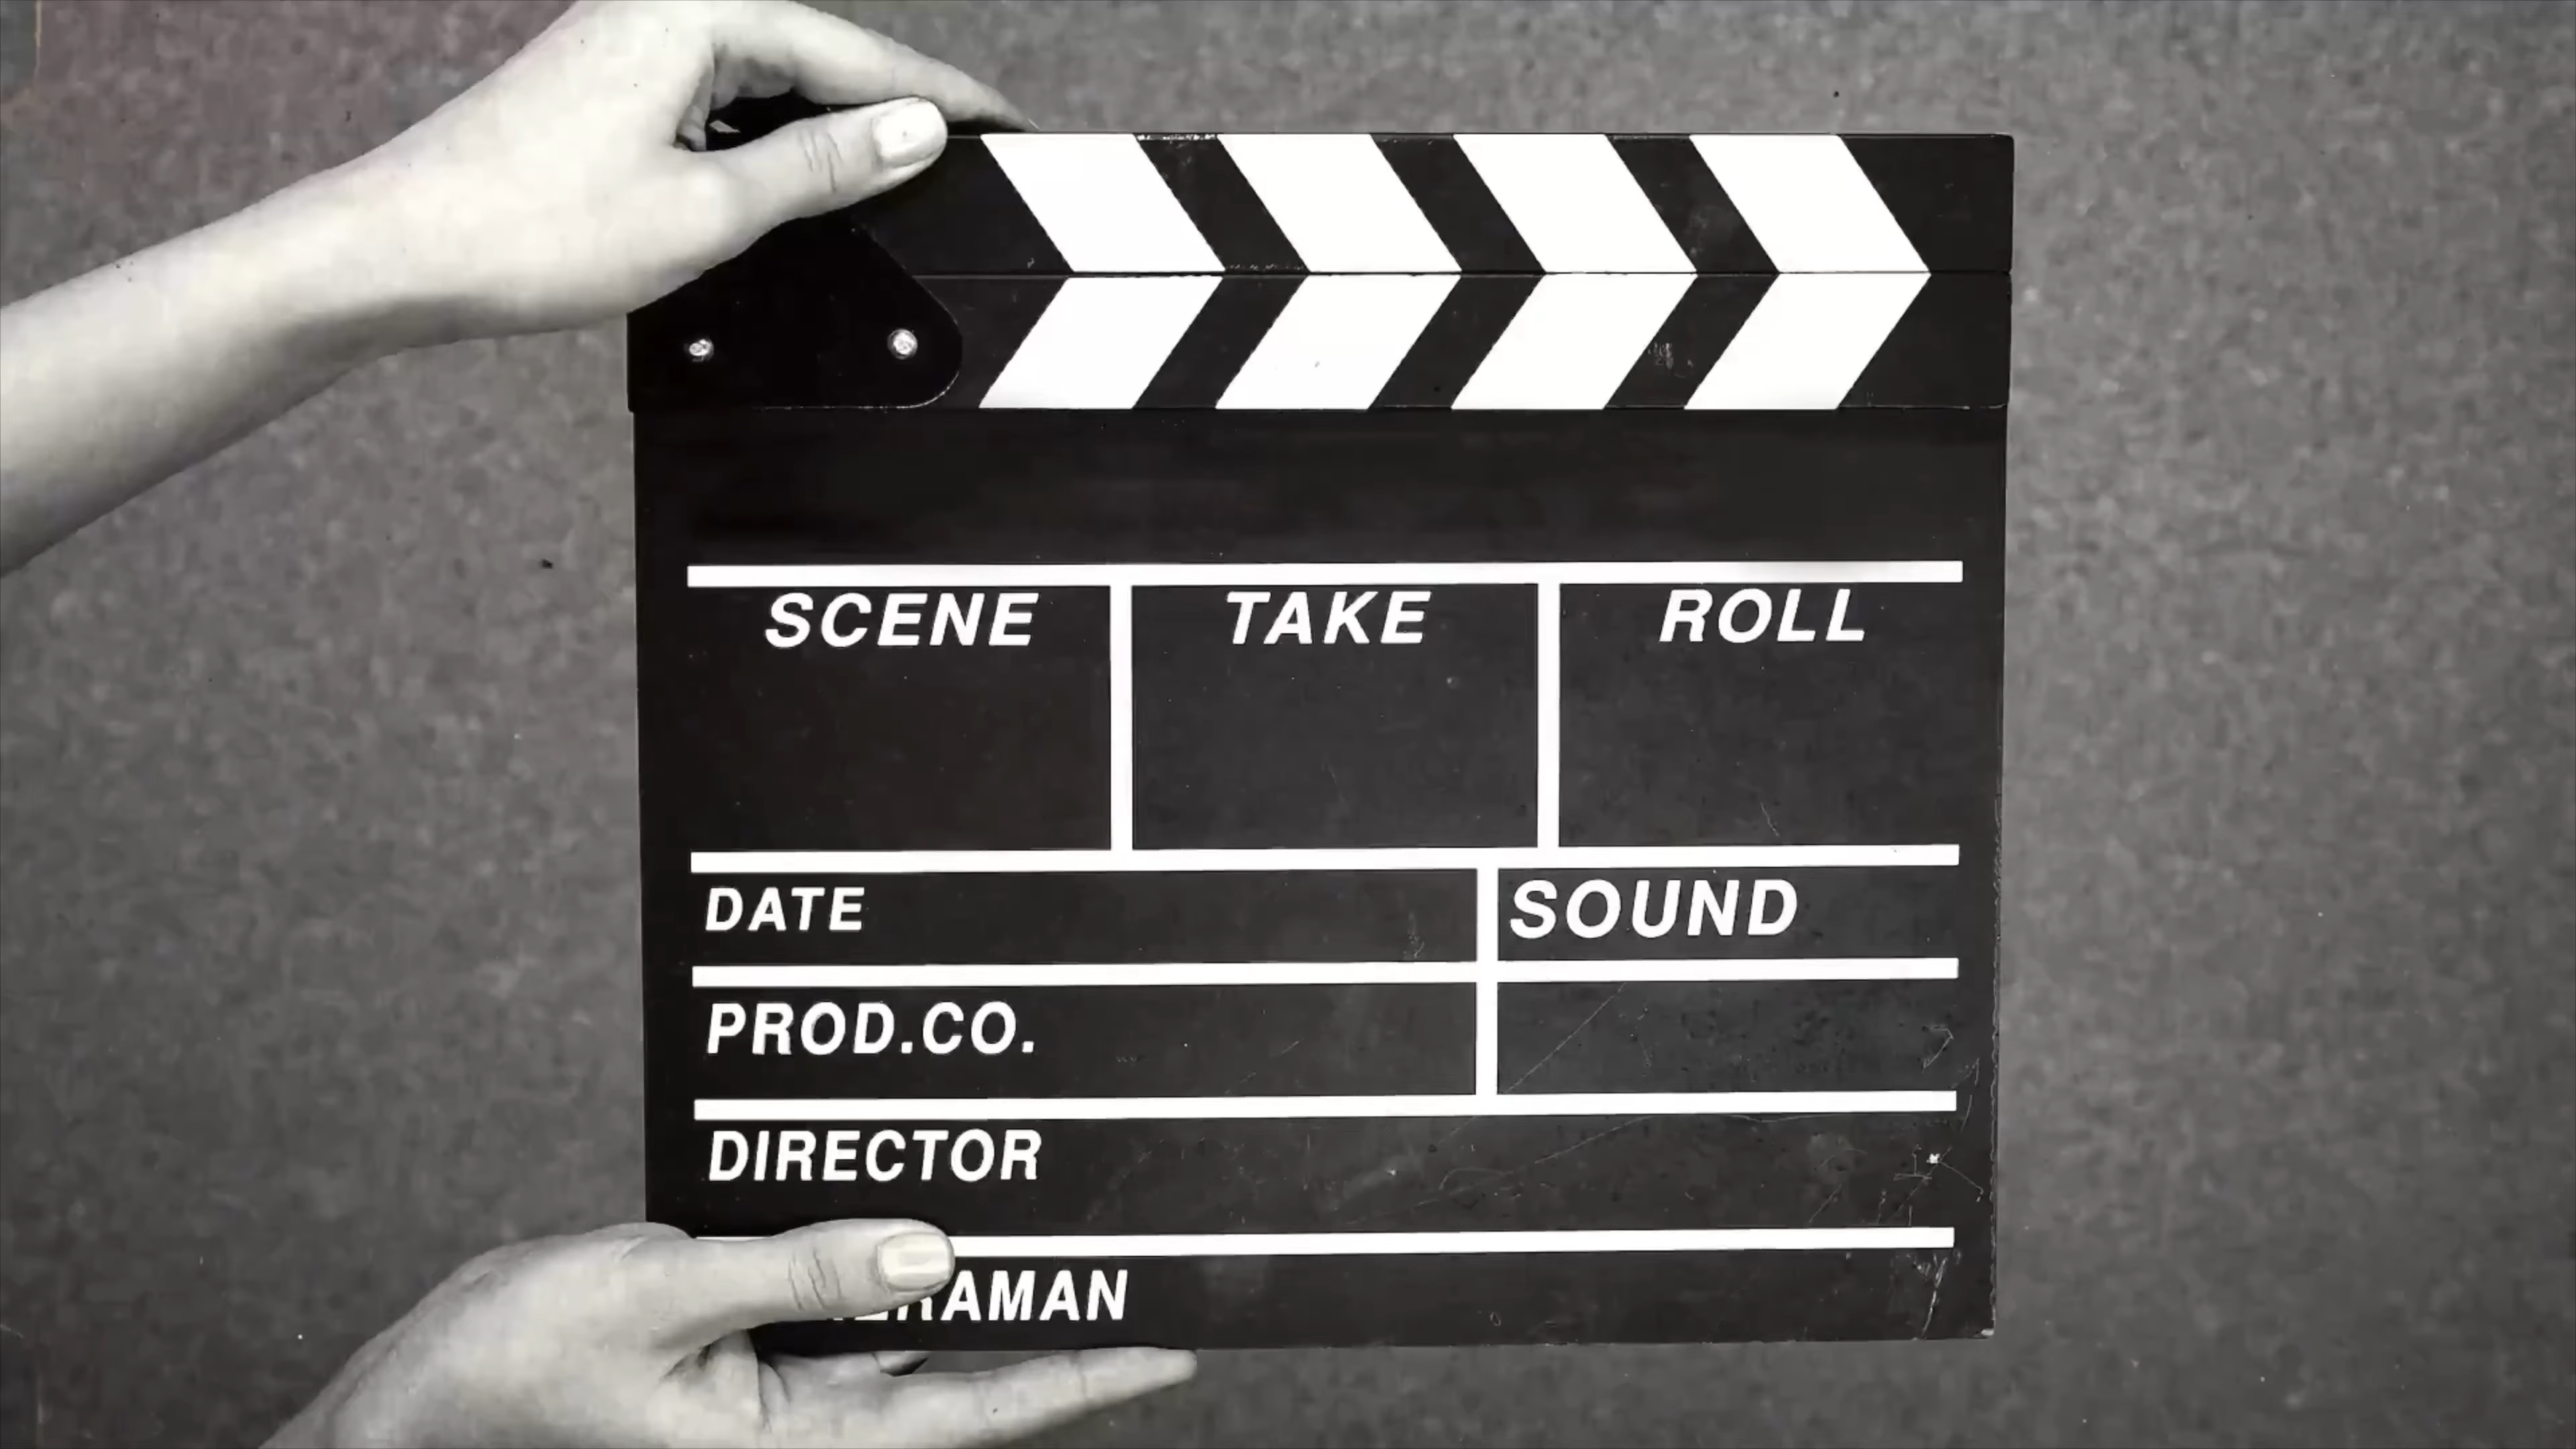 SCENE TAKE ROLL
DATE SOUND
PROD.CO.
DIRECTOR